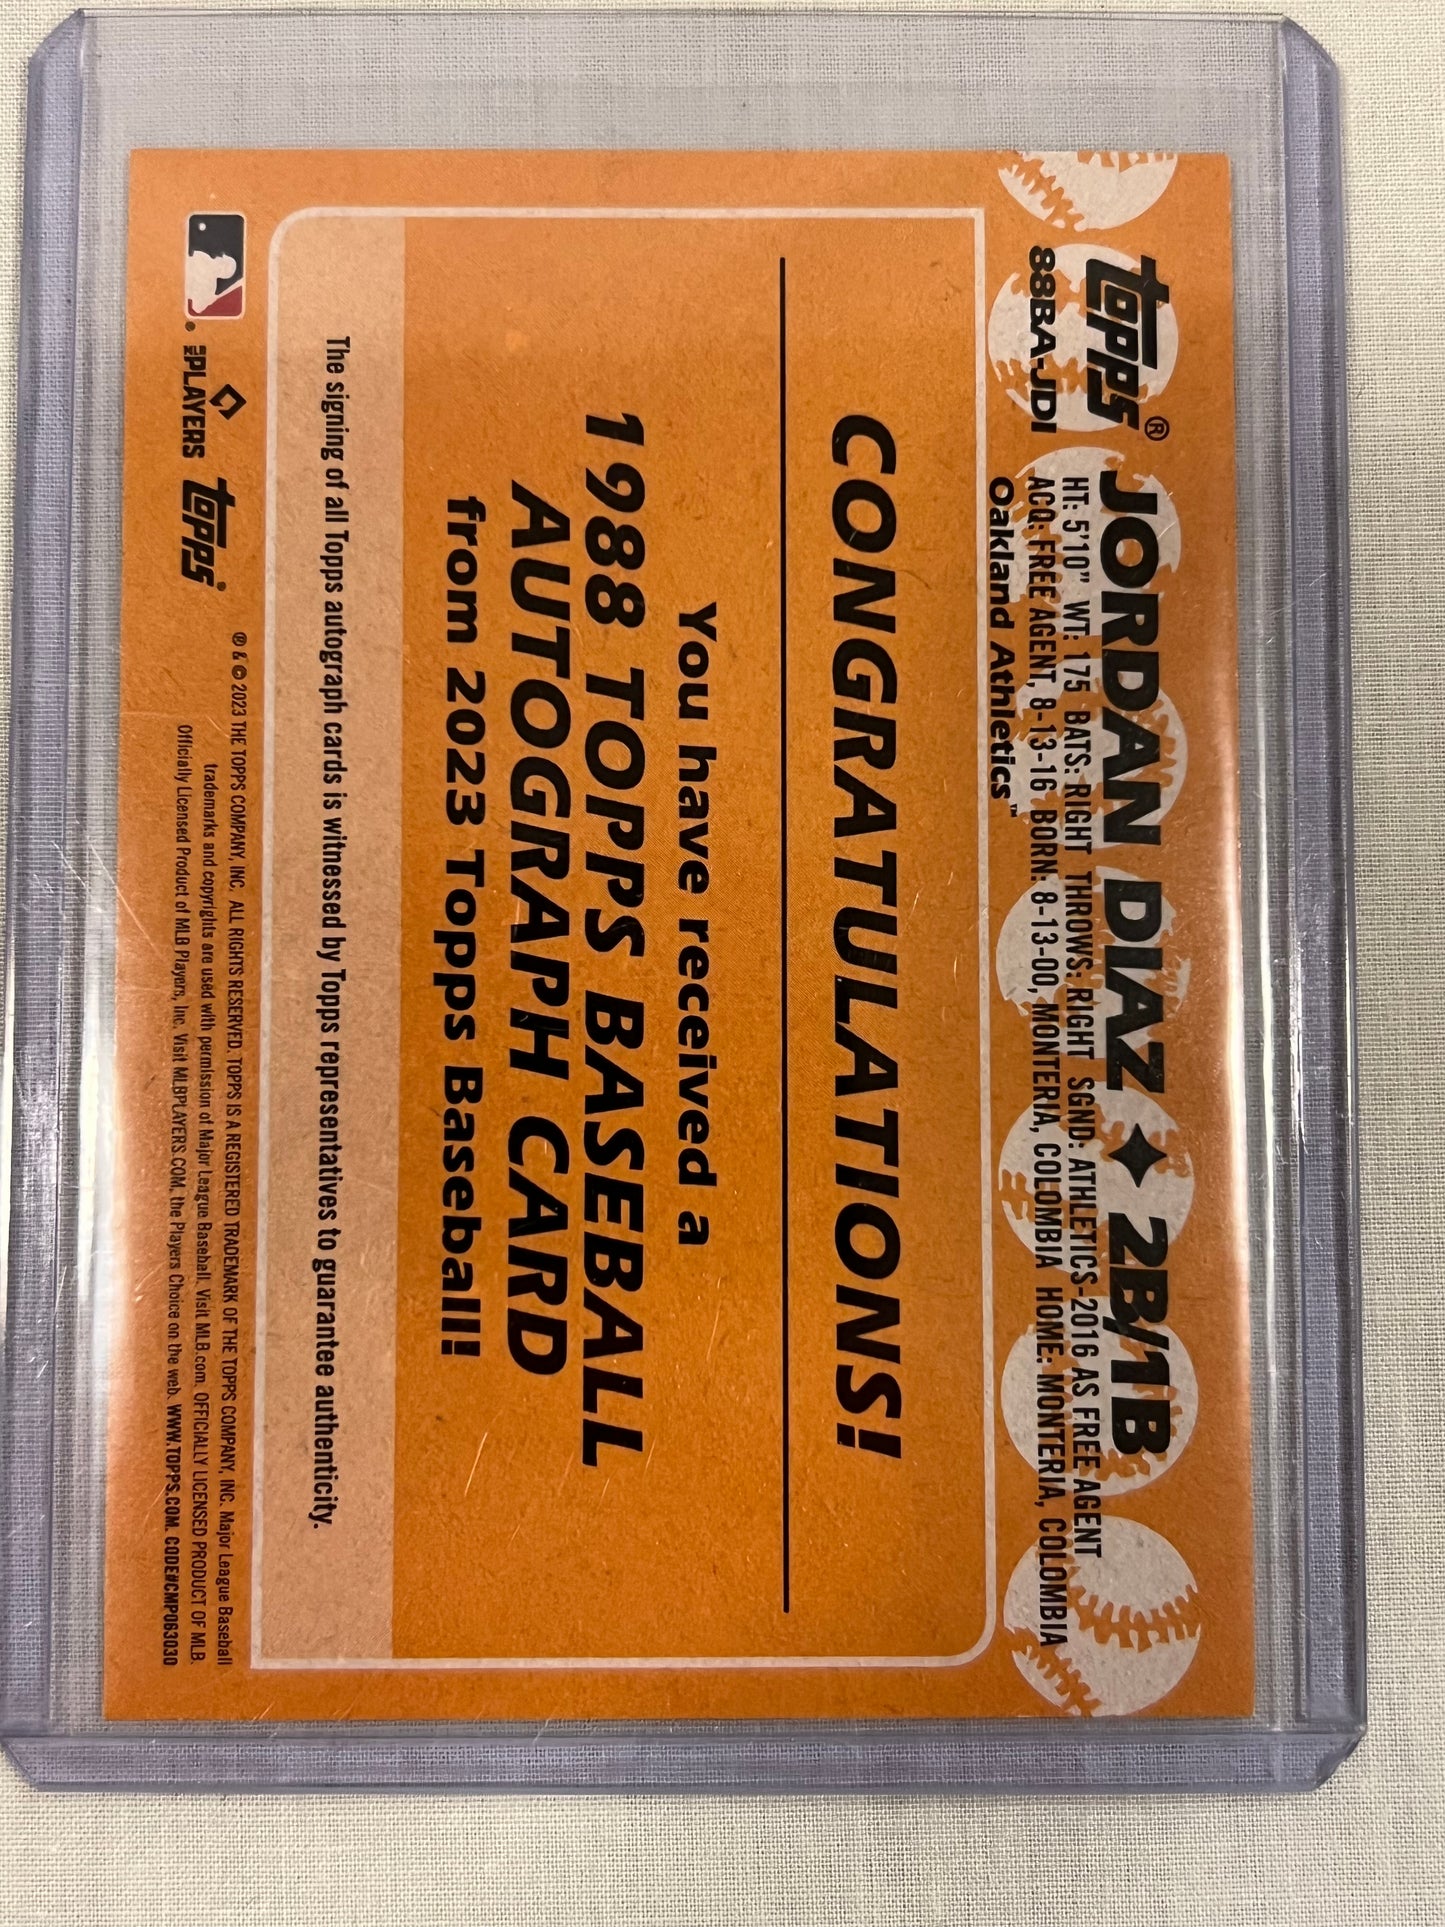 topps®
88BA-JDI
JORDAN DIAZ ✦ 2B/1B
HT: 5'10" WT: 175 BATS: RIGHT THROWS: RIGHT SGND: ATHLETICS-2016 AS FREE AGENT
ACQ: FREE AGENT, 8-13-16 BORN: 8-13-00, MONTERIA, COLOMBIA HOME: MONTERIA, COLOMBIA
Oakland Athletics™
CONGRATULATIONS!
You have received a
1988 TOPPS BASEBALL
AUTOGRAPH CARD
from 2023 Topps Baseball!
The signing of all Topps autograph cards is witnessed by Topps representatives to guarantee authenticity.
MLB PLAYERS
topps®
® & © 2023 THE TOPPS COMPANY, INC. ALL RIGHTS RESERVED. TOPPS IS A REGISTERED TRADEMARK OF THE TOPPS COMPANY, INC. Major League Baseball
trademarks and copyrights are used with permission of Major League Baseball. Visit MLB.com. OFFICIALLY LICENSED PRODUCT OF MLB
Officially Licensed Product of MLB Players, Inc. Visit MLBPLAYERS.COM, the Players Choice on the web. WWW.TOPPS.COM. CODE#CMP063030